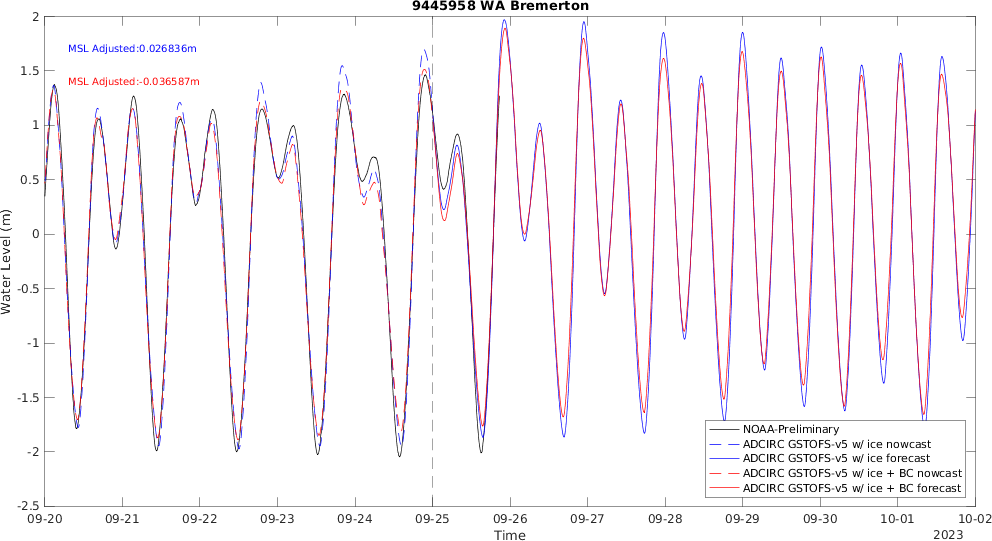 9445958 WA Bremerton
MSL Adjusted:0.026836m
MSL Adjusted:-0.036587m
Water Level (m)
2
1.5
1
0.5
0
-0.5
-1
-1.5
-2
-2.5
NOAA-Preliminary
ADCIRC GSTOFS-v5 w/ ice nowcast
ADCIRC GSTOFS-v5 w/ ice forecast
ADCIRC GSTOFS-v5 w/ ice + BC nowcast
ADCIRC GSTOFS-v5 w/ ice + BC forecast
09-20 09-21 09-22 09-23 09-24 09-25 09-26 09-27 09-28 09-29 09-30 10-01 10-02
Time
2023